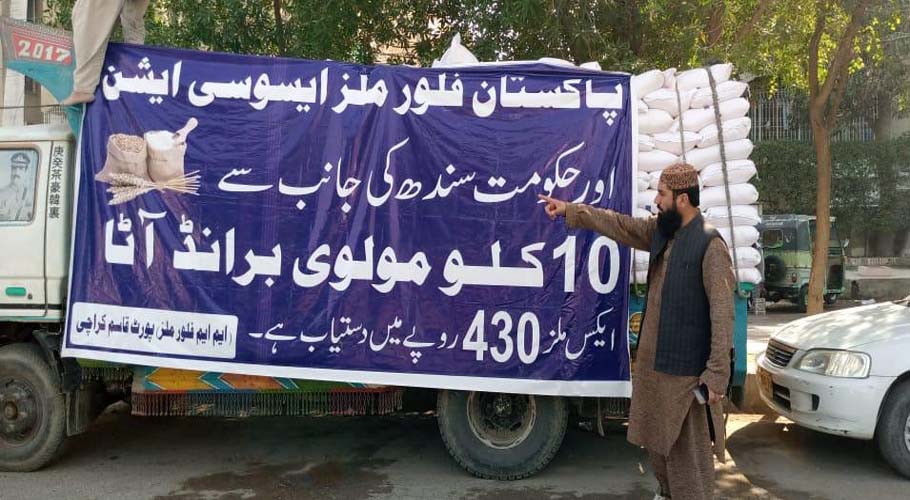 2017
پاکستان فلور ملز ایسوسی ایشن
اور حکومت سندھ کی جانب سے
10 کلو مولوی برانڈ آٹا
ایکس ملز 430 روپے میں دستیاب ہے۔
(ایم ایم فلور ملز) پورٹ قاسم کراچی